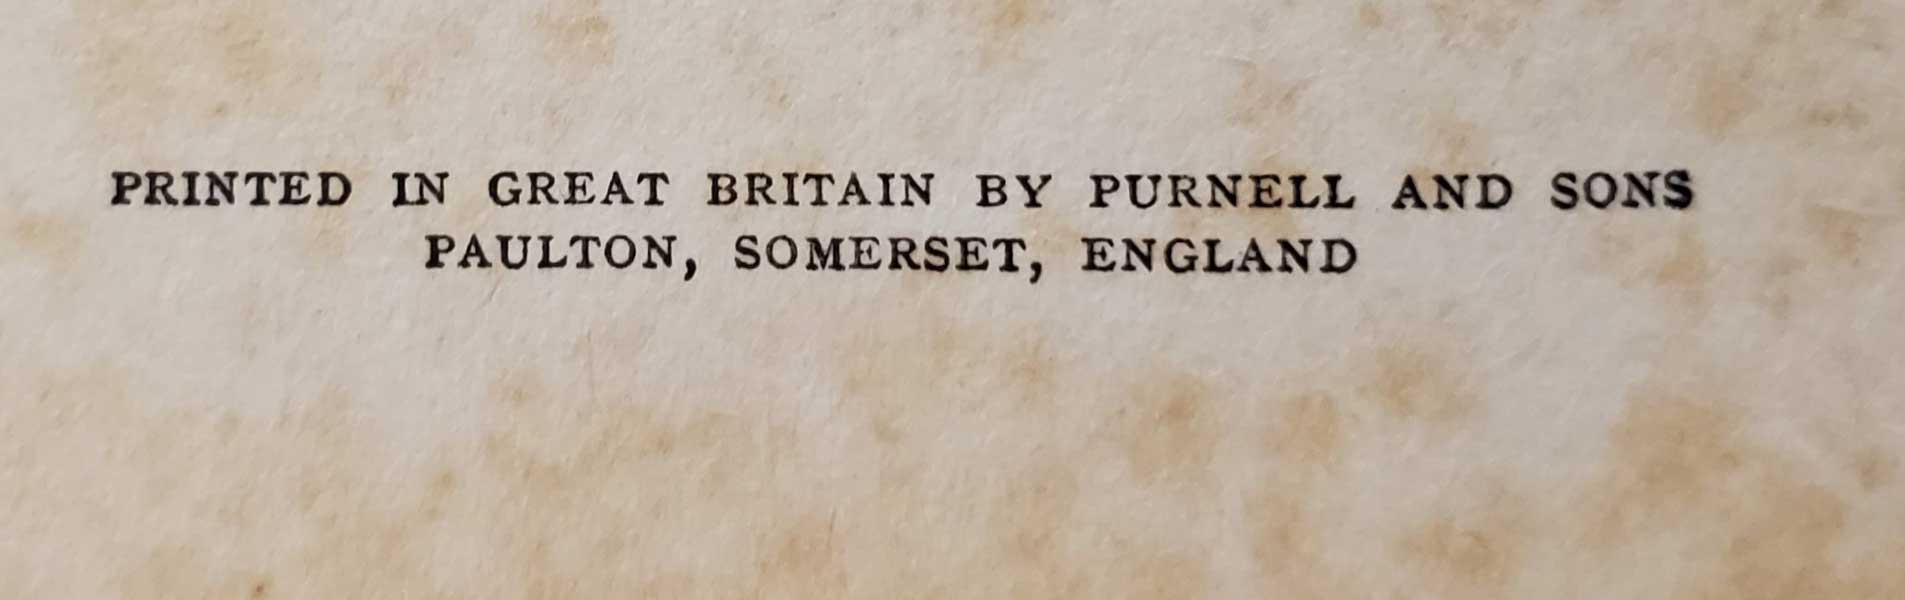 PRINTED IN GREAT BRITAIN BY PURNELL AND SONS
PAULTON, SOMERSET, ENGLAND